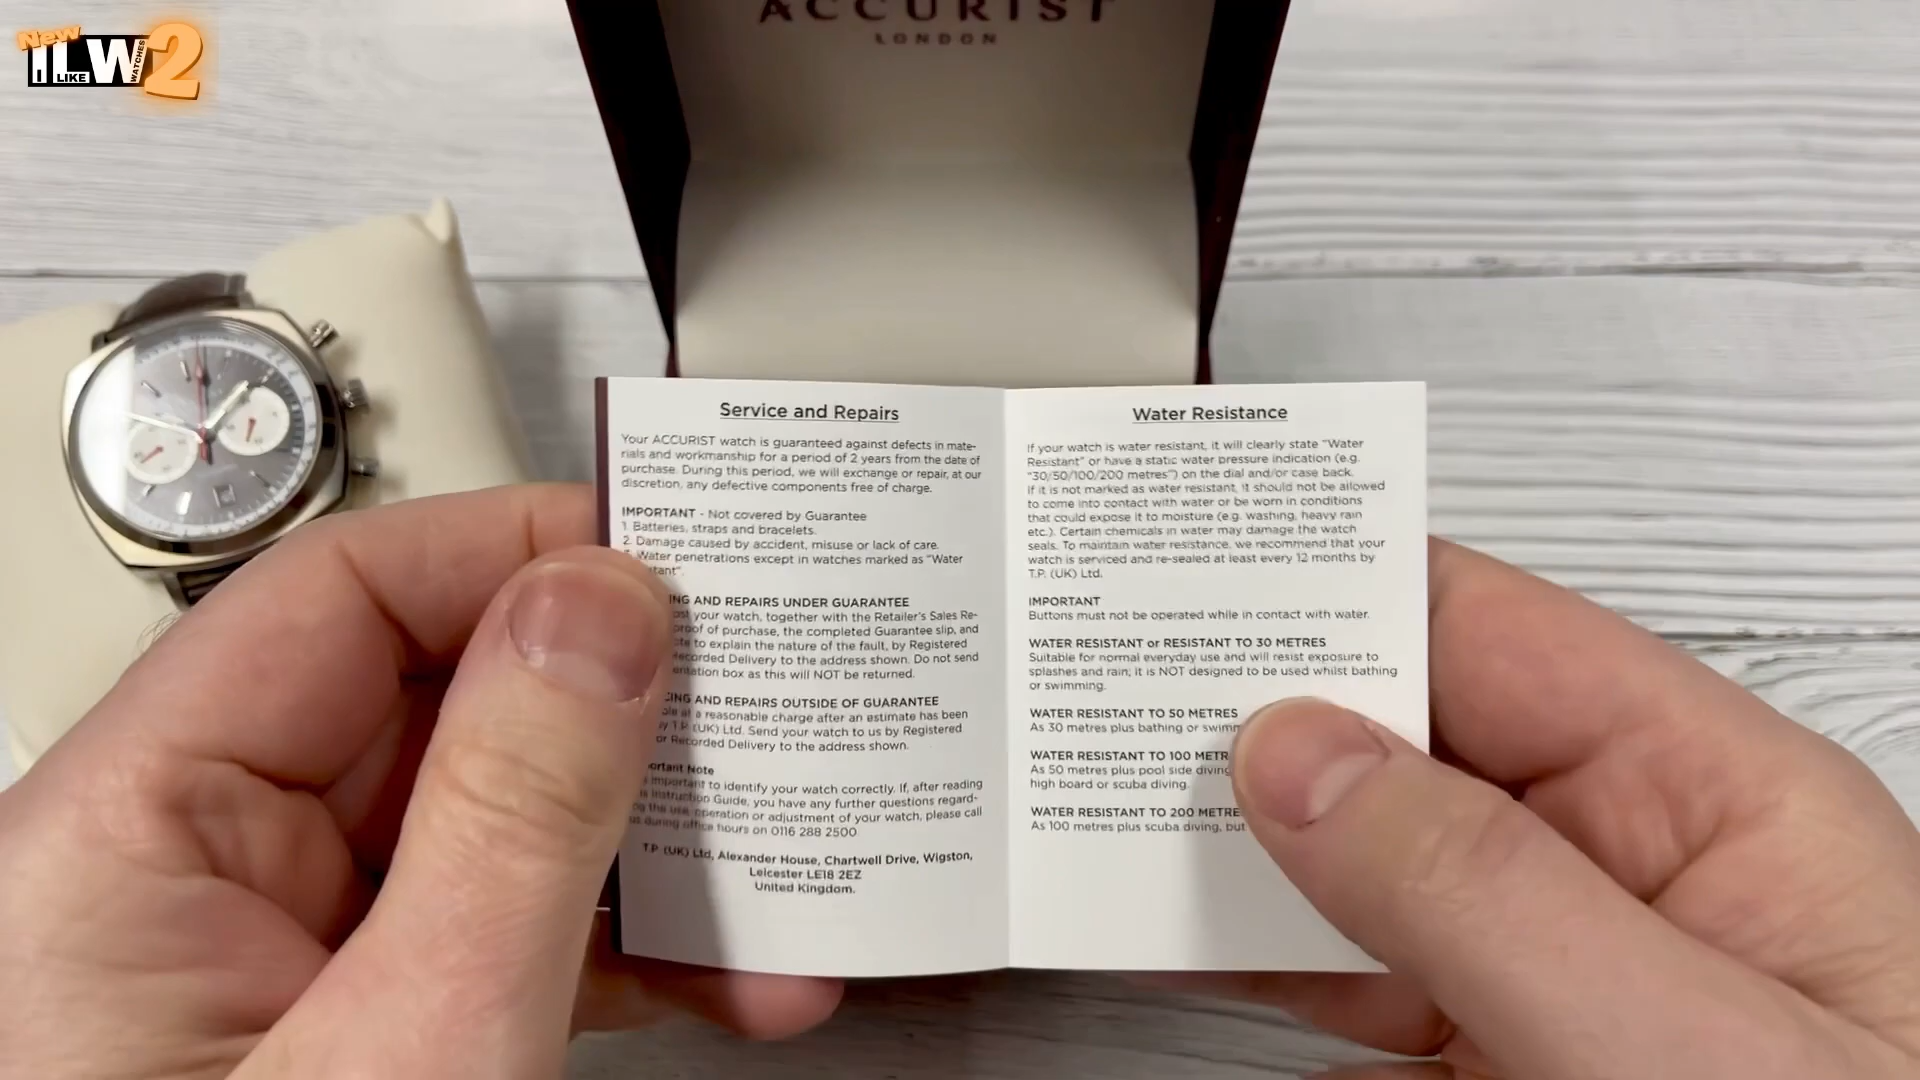 New
I LIKE WATCHES 2
ACCURIST
LONDON
Service and Repairs
Your ACCURIST watch is guaranteed against defects in mate-
rials and workmanship for a period of 2 years from the date of
purchase. During this period, we will exchange or repair, at our
discretion, any defective components free of charge.
IMPORTANT - Not covered by Guarantee
1. Batteries, straps and bracelets.
2. Damage caused by accident, misuse or lack of care.
Water penetrations except in watches marked as "Water
tant".
ING AND REPAIRS UNDER GUARANTEE
your watch, together with the Retailer's Sales Re-
proof of purchase, the completed Guarantee slip, and
to explain the nature of the fault, by Registered
Recorded Delivery to the address shown. Do not send
entation box as this will NOT be returned.
ING AND REPAIRS OUTSIDE OF GUARANTEE
at a reasonable charge after an estimate has been
T.P. (UK) Ltd. Send your watch to us by Registered
or Recorded Delivery to the address shown.
ortant Note
important to identify your watch correctly. If, after reading
Instruction Guide, you have any further questions regard-
the use, operation or adjustment of your watch, please call
us during office hours on 0116 288 2500
T.P. (UK) Ltd, Alexander House, Chartwell Drive, Wigston,
Leicester LE18 2EZ
United Kingdom.
Water Resistance
If your watch is water resistant, it will clearly state "Water
Resistant" or have a static water pressure indication (e.g.
"30/50/100/200 metres") on the dial and/or case back.
If it is not marked as water resistant, it should not be allowed
to come into contact with water or be worn in conditions
that could expose it to moisture (e.g. washing, heavy rain
etc.). Certain chemicals in water may damage the watch
seals. To maintain water resistance, we recommend that your
watch is serviced and re-sealed at least every 12 months by
T.P. (UK) Ltd.
IMPORTANT
Buttons must not be operated while in contact with water.
WATER RESISTANT or RESISTANT TO 30 METRES
Suitable for normal everyday use and will resist exposure to
splashes and rain; it is NOT designed to be used whilst bathing
or swimming.
WATER RESISTANT TO 50 METRES
As 30 metres plus bathing or swimm
WATER RESISTANT TO 100 METR
As 50 metres plus pool side diving
high board or scuba diving.
WATER RESISTANT TO 200 METRE
As 100 metres plus scuba diving, but